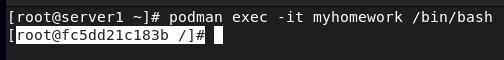 [root@server1 ~]# podman exec -it myhomework /bin/bash
[root@fc5dd21c183b /]#